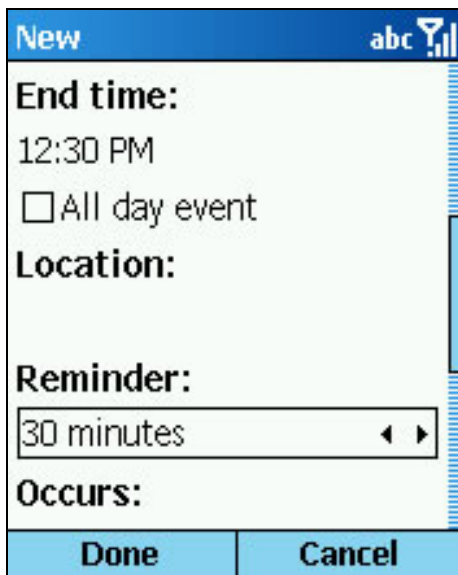 New abc
End time:
12:30 PM
All day event
Location:
Reminder:
30 minutes
Occurs:
Done Cancel